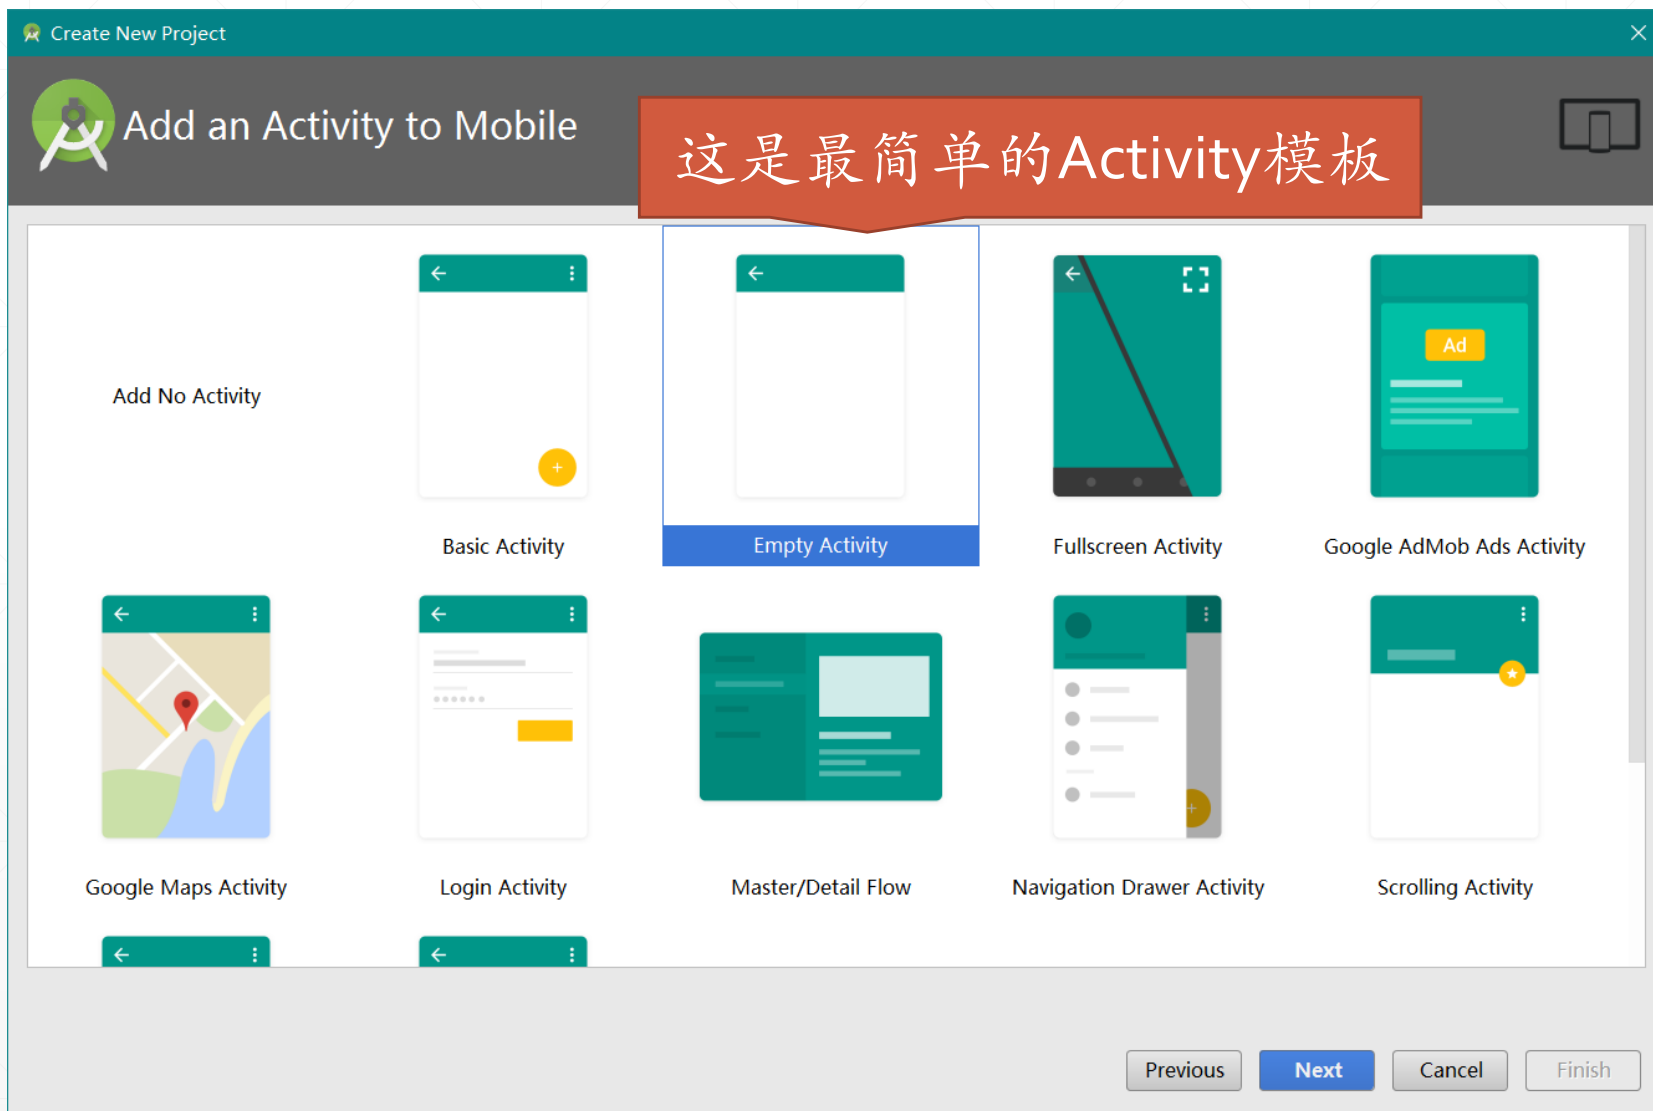 Create New Project
Add an Activity to Mobile
这是最简单的Activity模板
Ad
Add No Activity
Basic Activity
Empty Activity
Fullscreen Activity
Google AdMob Ads Activity
Google Maps Activity
Login Activity
Master/Detail Flow
Navigation Drawer Activity
Scrolling Activity
Previous
Next
Cancel
Finish